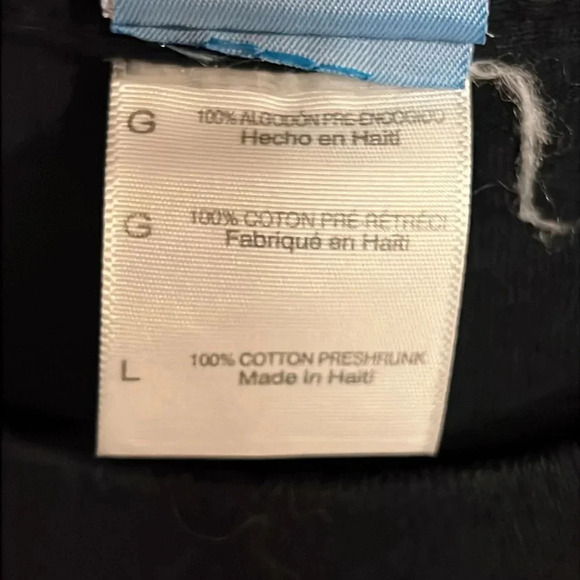 G 100% ALGODÓN PRE-ENCOGIDO
Hecho en Haití
G 100% COTON PRÉ-RÉTRÉCI
Fabriqué en Haïti
L 100% COTTON PRESHRUNK
Made in Haiti